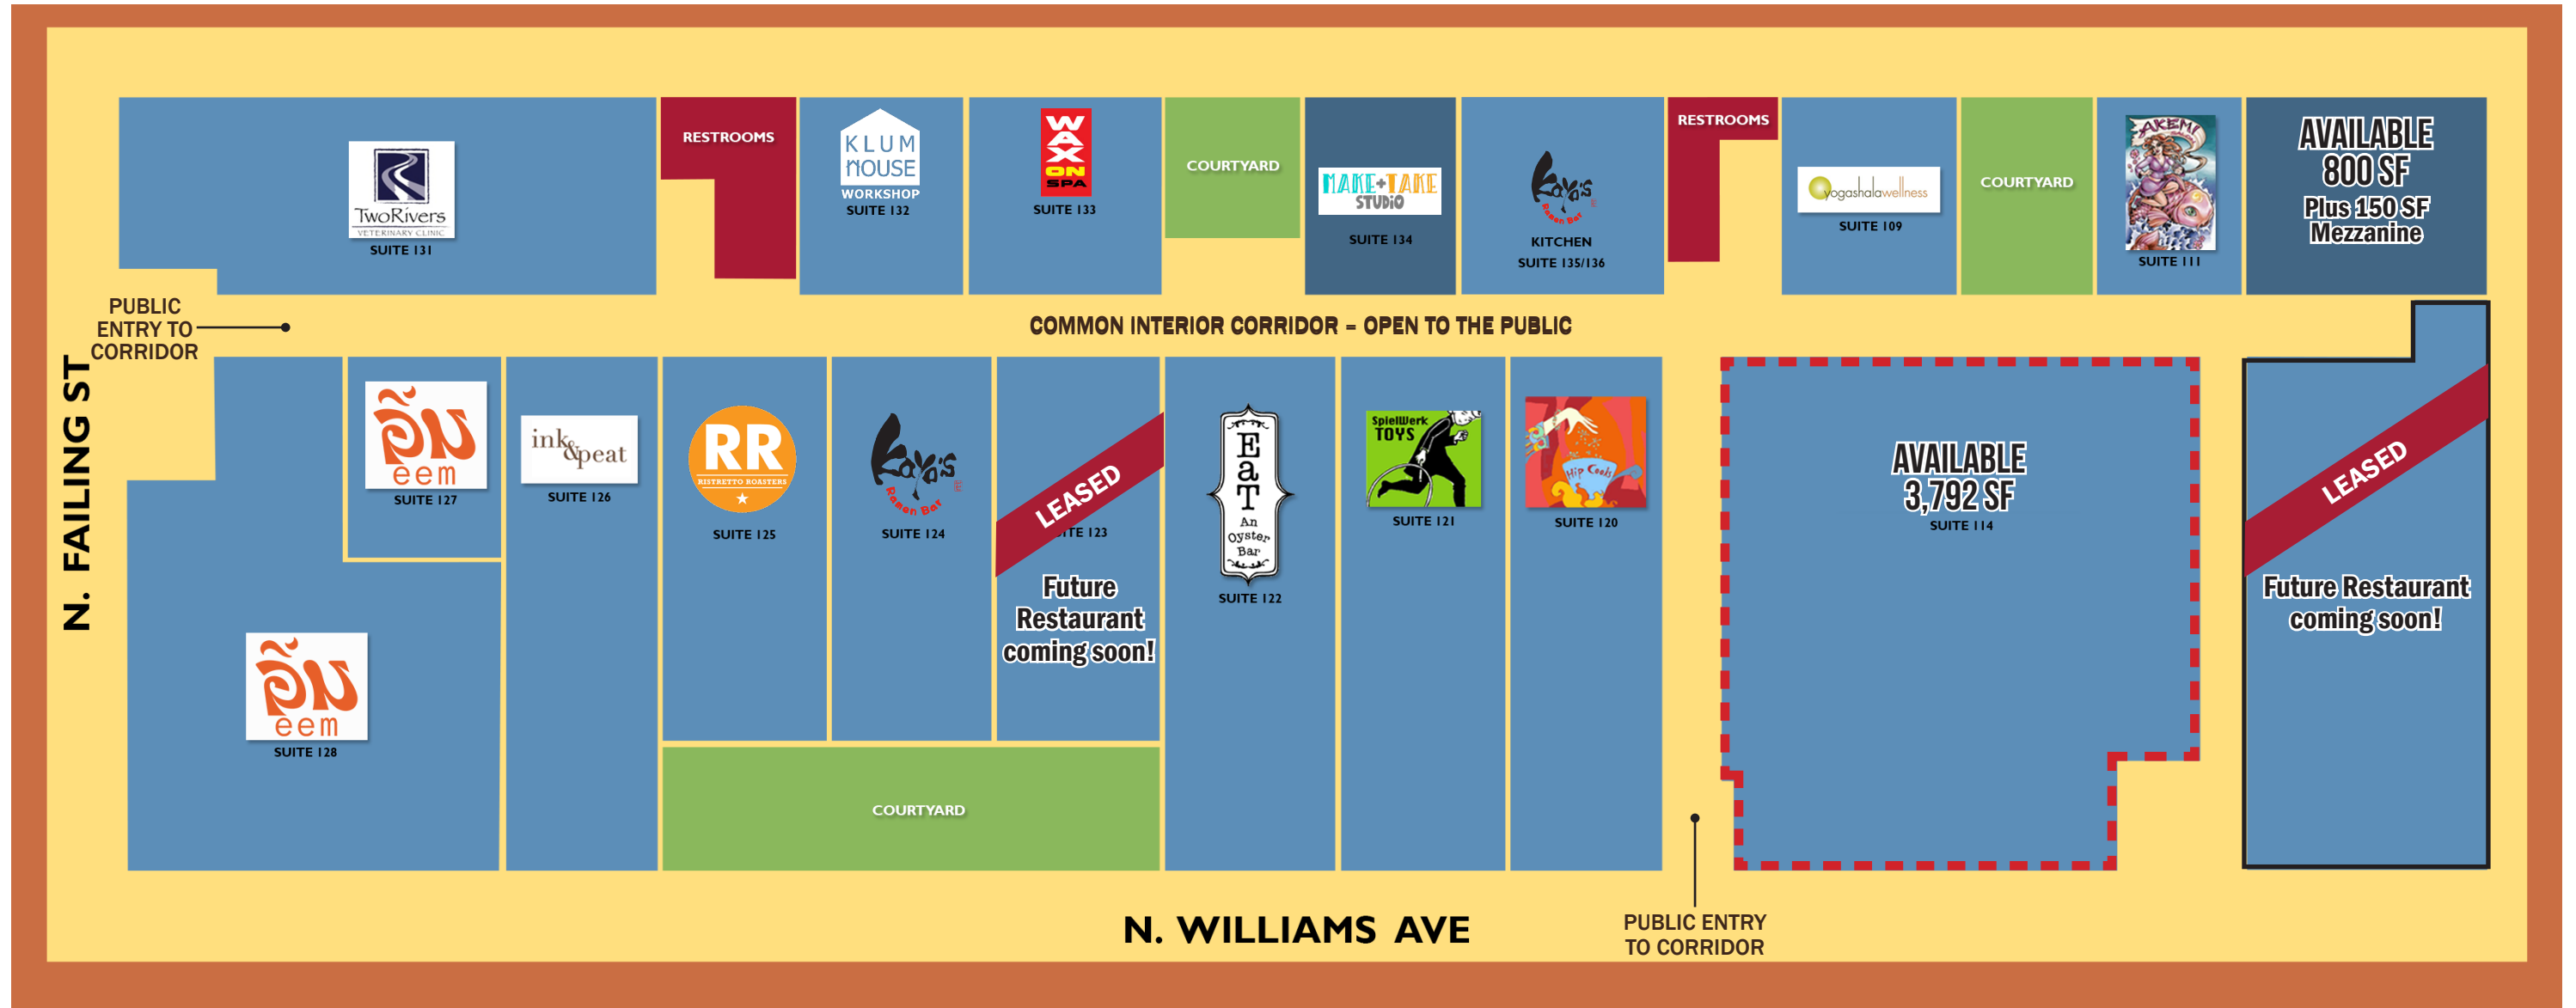 TwoRivers
VETERINARY CLINIC
SUITE 131
RESTROOMS
KLUM
HOUSE
WORKSHOP
SUITE 132
WAX
ON
SPA
SUITE 133
COURTYARD
MAKE+TAKE
STUDiO
SUITE 134
Kayo's
Ramen Bar
KITCHEN
SUITE 135/136
RESTROOMS
yogashalawellness
SUITE 109
COURTYARD
AKEMI
SUITE 111
AVAILABLE
800 SF
Plus 150 SF
Mezzanine
PUBLIC
ENTRY TO
CORRIDOR
COMMON INTERIOR CORRIDOR – OPEN TO THE PUBLIC
N. FAILING ST
อิ่ม
eem
SUITE 127
ink
&peat
SUITE 126
RR
RISTRETTO ROASTERS
SUITE 125
Kayo's
Ramen Bar
SUITE 124
LEASED
ITE 123
Future
Restaurant
coming soon!
EaT
An
Oyster
Bar
SUITE 122
SpielWerk
TOYS
SUITE 121
Hip Cooks
SUITE 120
AVAILABLE
3,792 SF
SUITE 114
LEASED
Future Restaurant
coming soon!
อิ่ม
eem
SUITE 128
COURTYARD
N. WILLIAMS AVE
PUBLIC ENTRY
TO CORRIDOR